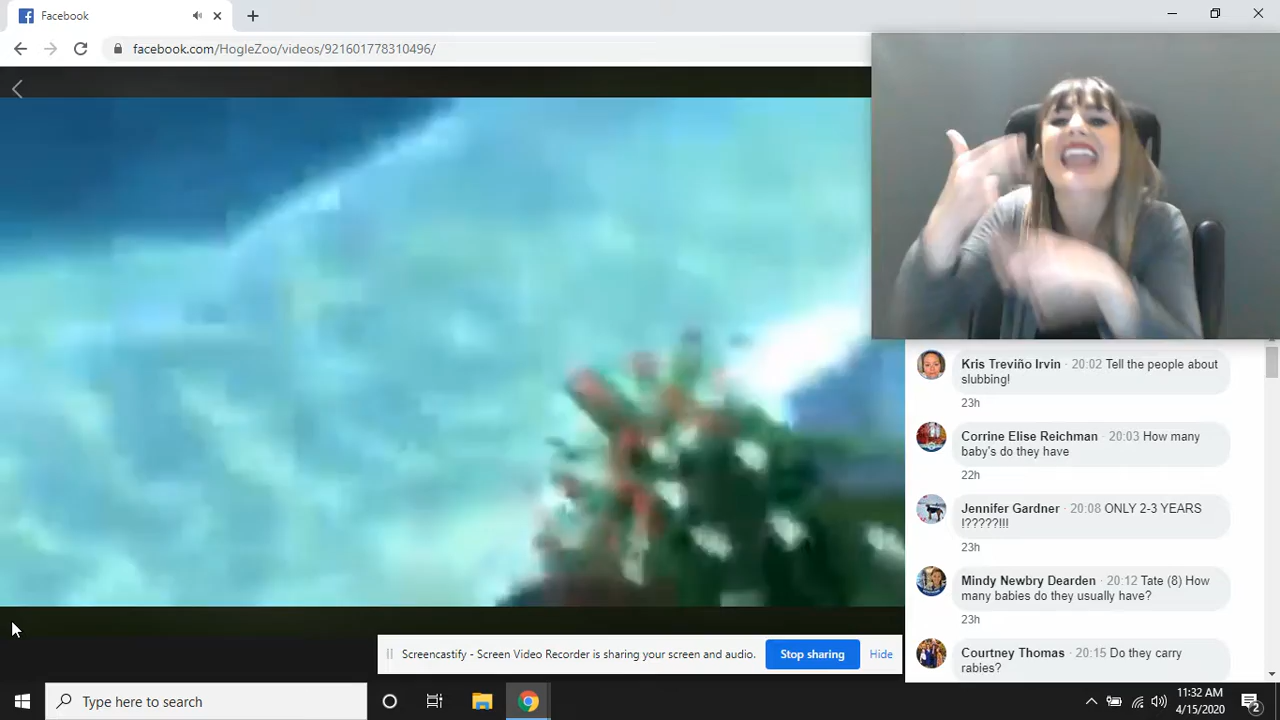 Facebook
facebook.com/HogleZoo/videos/921601778310496/
Kris Treviño Irvin · 20:02 Tell the people about
slubbing!
23h
Corrine Elise Reichman · 20:03 How many
baby's do they have
22h
Jennifer Gardner · 20:08 ONLY 2-3 YEARS
!?????!!!
23h
Mindy Newbry Dearden · 20:12 Tate (8) How
many babies do they usually have?
23h
Courtney Thomas · 20:15 Do they carry
rabies?
Screencastify - Screen Video Recorder is sharing your screen and audio.
Stop sharing
Hide
Type here to search
11:32 AM
4/15/2020
2